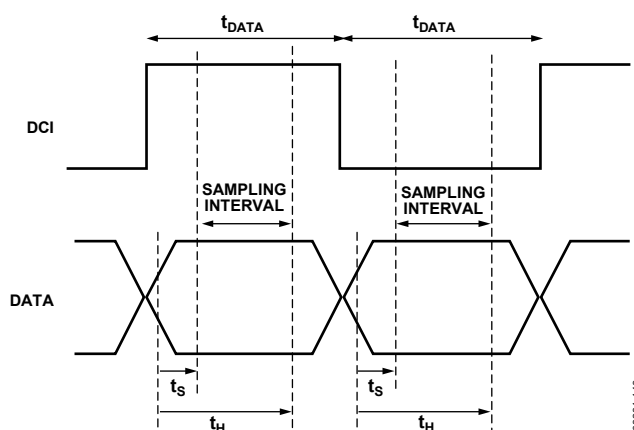 tDATA tDATA
DCI
SAMPLING INTERVAL
SAMPLING INTERVAL
DATA
tS tS
tH tH